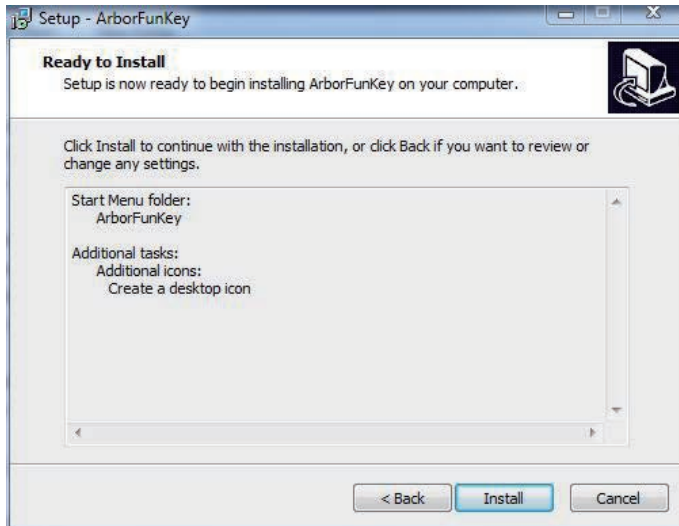 Setup - ArborFunKey
Ready to Install
Setup is now ready to begin installing ArborFunKey on your computer.
Click Install to continue with the installation, or click Back if you want to review or
change any settings.
Start Menu folder:
ArborFunKey
Additional tasks:
Additional icons:
Create a desktop icon
< Back
Install
Cancel